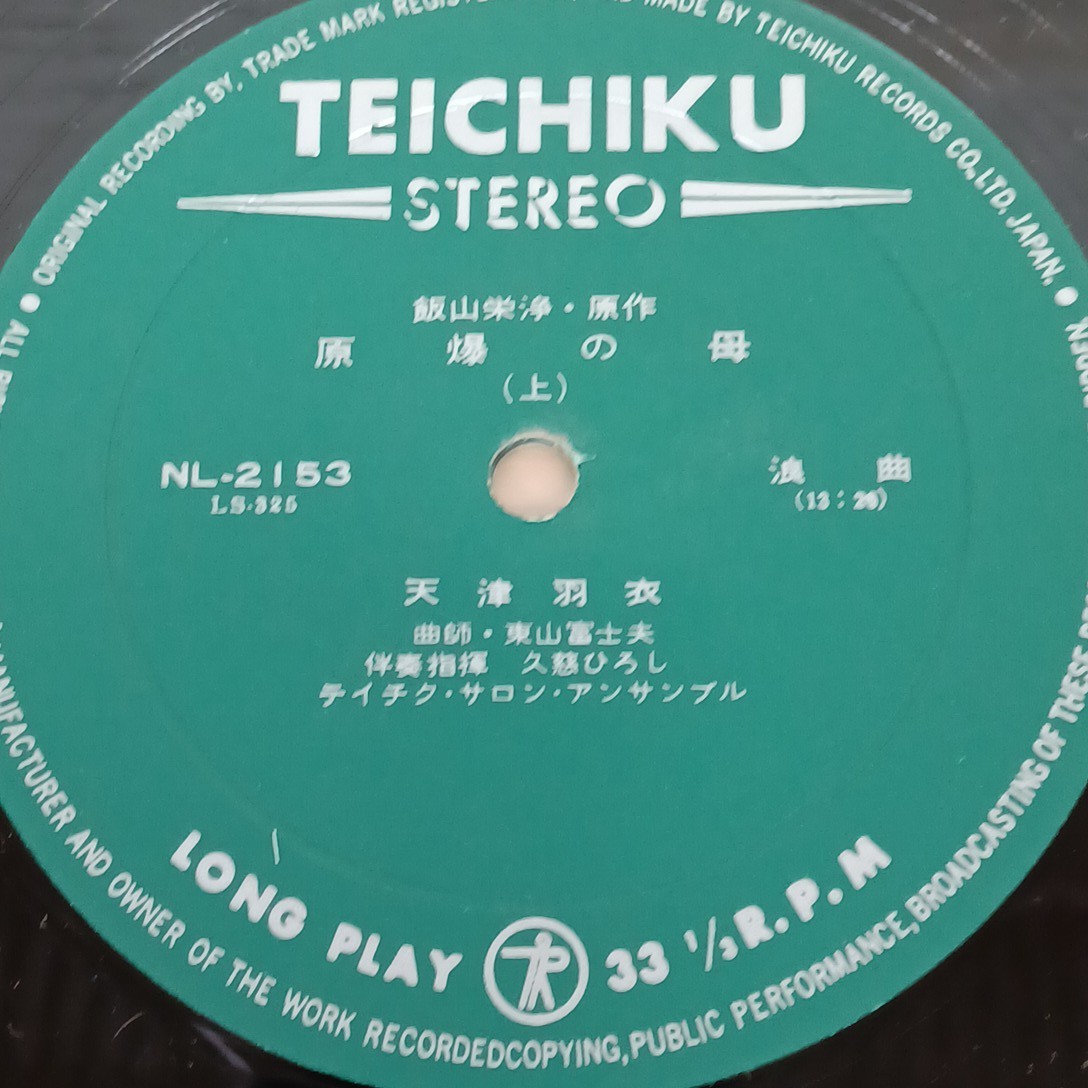 TEICHIKU
STEREO
飯山栄浄・原作
原爆の母
(上)
NL-2153
LS-325
浪曲
(13:26)
天津羽衣
曲師・東山富士夫
伴奏指揮 久慈ひろし
テイチク・サロン・アンサンブル
LONG PLAY 33 1/3 R.P.M
● ORIGINAL RECORDING BY, TRADE MARK MADE BY TEICHIKU RECORDS CO.,LTD. JAPAN. ●
ALL
MANUFACTURER AND OWNER OF THE WORK RECORDEDCOPYING, PUBLIC PERFORMANCE, BROADCASTING OF THESE